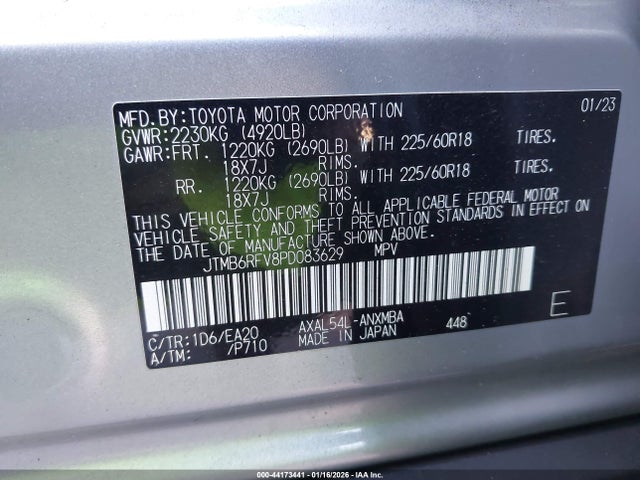 MFD.BY:TOYOTA MOTOR CORPORATION 01/23
GVWR:2230KG (4920LB)
GAWR:FRT. 1220KG (2690LB) WITH 225/60R18 TIRES.
18X7J RIMS.
RR. 1220KG (2690LB) WITH 225/60R18 TIRES.
18X7J RIMS.
THIS VEHICLE CONFORMS TO ALL APPLICABLE FEDERAL MOTOR
VEHICLE SAFETY AND THEFT PREVENTION STANDARDS IN EFFECT ON
THE DATE OF MANUFACTURE SHOWN ABOVE.
JTMB6RFV8PD083629 MPV
E
C/TR:1D6/EA20 AXAL54L-ANXMBA 448
A/TM: /P710 MADE IN JAPAN
000-44173441 - 01/16/2026 - IAA Inc.